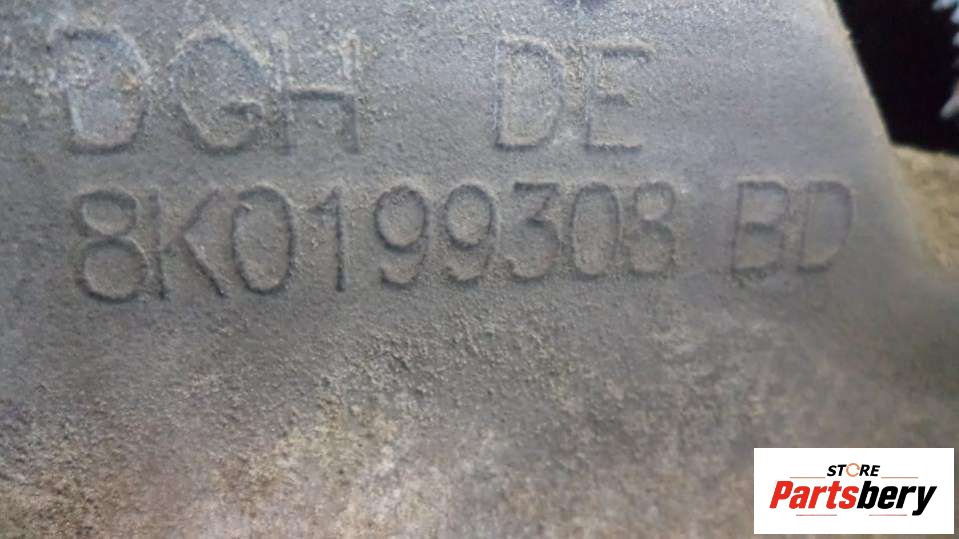 DGH DE
8K0199308 BD
STORE
Partsbery